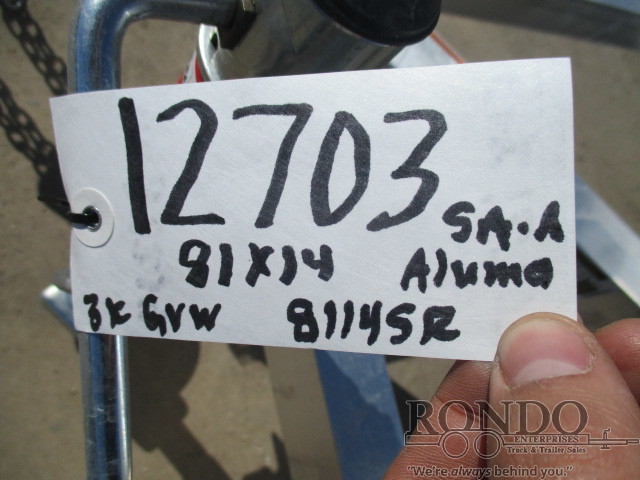 12703
SA-A
81X14 Aluma
3K GVW 8114SR
RONDO
ENTERPRISES
Truck & Trailer Sales
"We're always behind you."